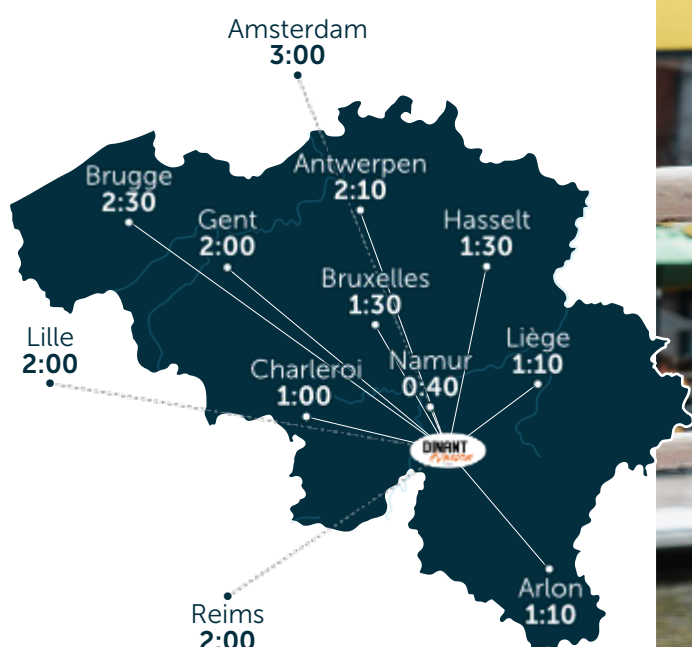 Amsterdam
3:00
Antwerpen
2:10
Brugge
2:30
Gent
2:00
Hasselt
1:30
Bruxelles
1:30
Lille
2:00
Liège
1:10
Namur
0:40
Charleroi
1:00
DINANT
Evasion
Arlon
1:10
Reims
2:00